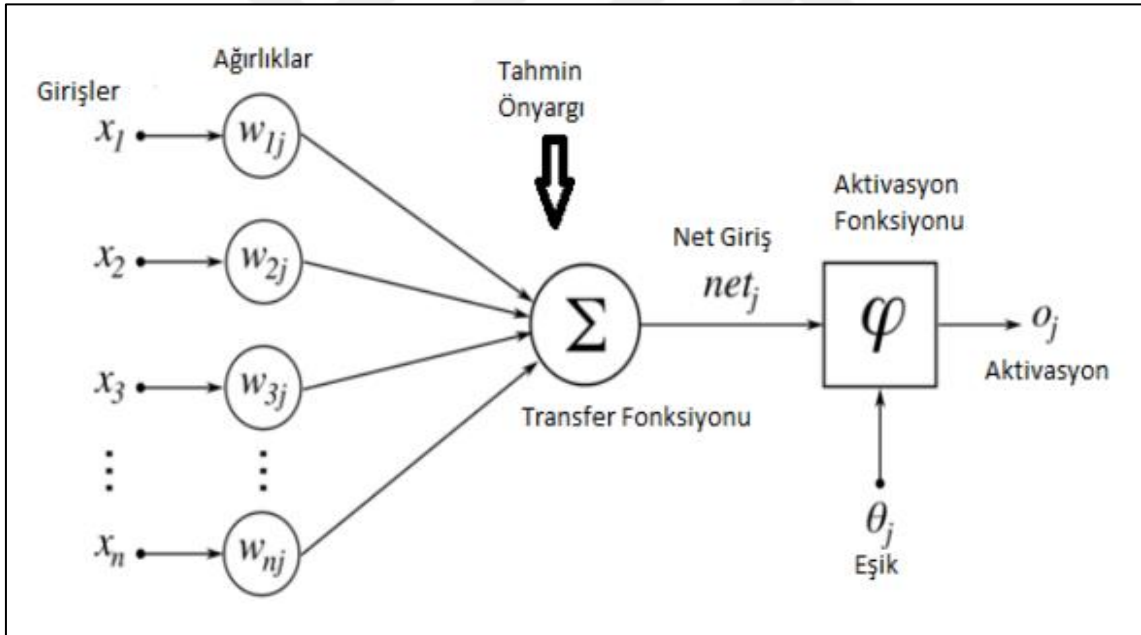 Ağırlıklar
Girişler
Tahmin
Önyargı
x1
w1j
Aktivasyon
Fonksiyonu
x2
w2j
Net Giriş
netj
Σ
φ
oj
Aktivasyon
x3
w3j
Transfer Fonksiyonu
⋮
⋮
θj
Eşik
xn
wnj